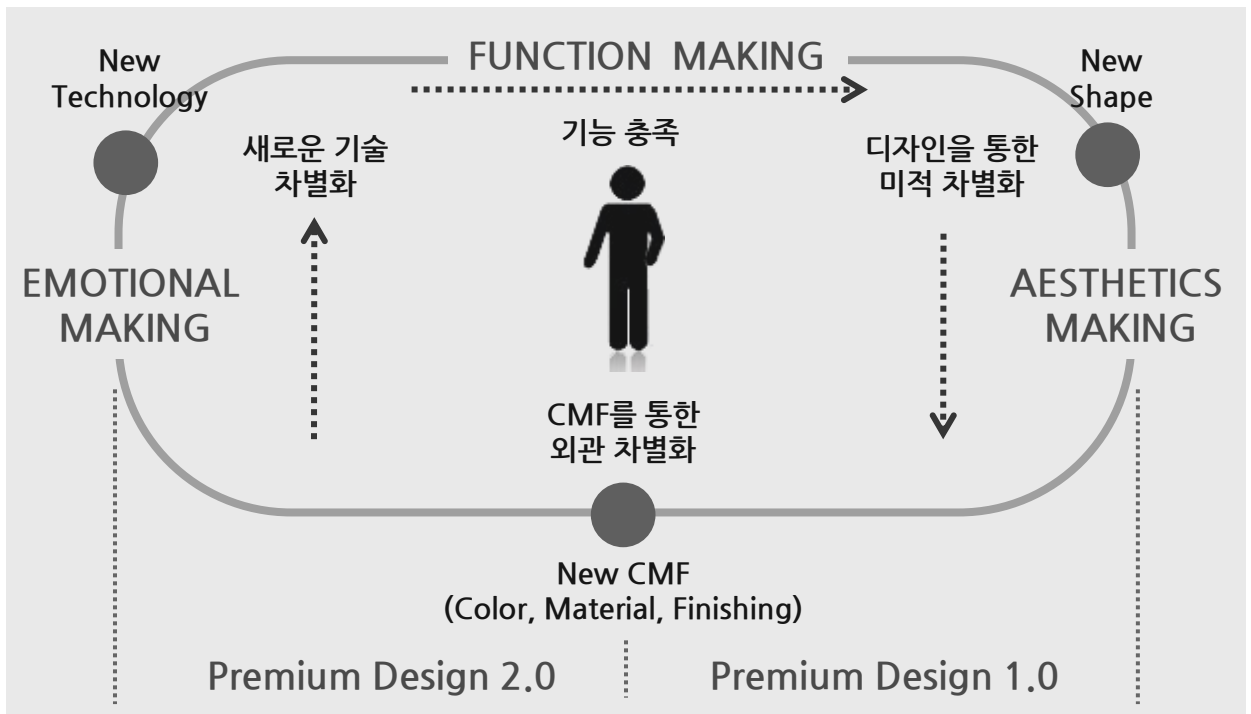 FUNCTION MAKING
New
Technology
New
Shape
새로운 기술
차별화
기능 충족
디자인을 통한
미적 차별화
EMOTIONAL
MAKING
AESTHETICS
MAKING
CMF를 통한
외관 차별화
New CMF
(Color, Material, Finishing)
Premium Design 2.0
Premium Design 1.0